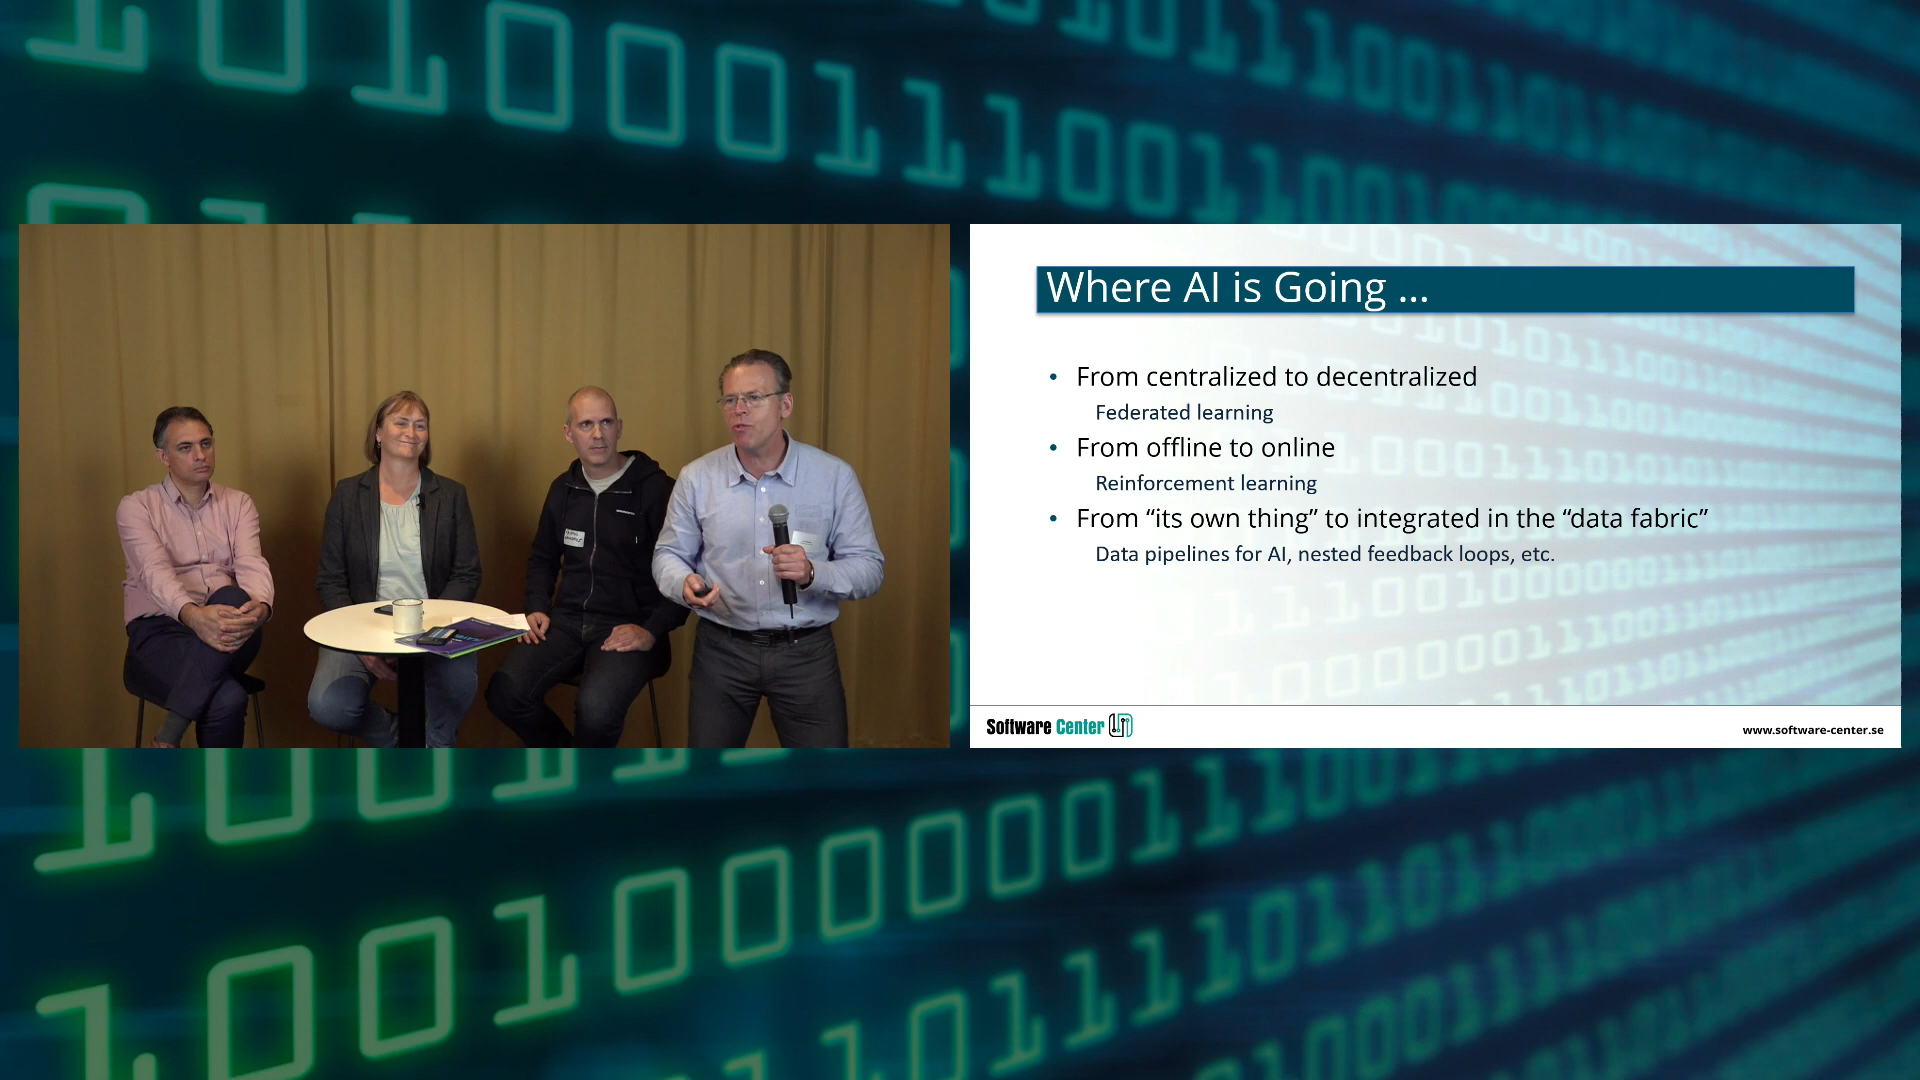 Where AI is Going ...
• From centralized to decentralized
Federated learning
• From offline to online
Reinforcement learning
• From “its own thing” to integrated in the “data fabric”
Data pipelines for AI, nested feedback loops, etc.
Software Center
www.software-center.se